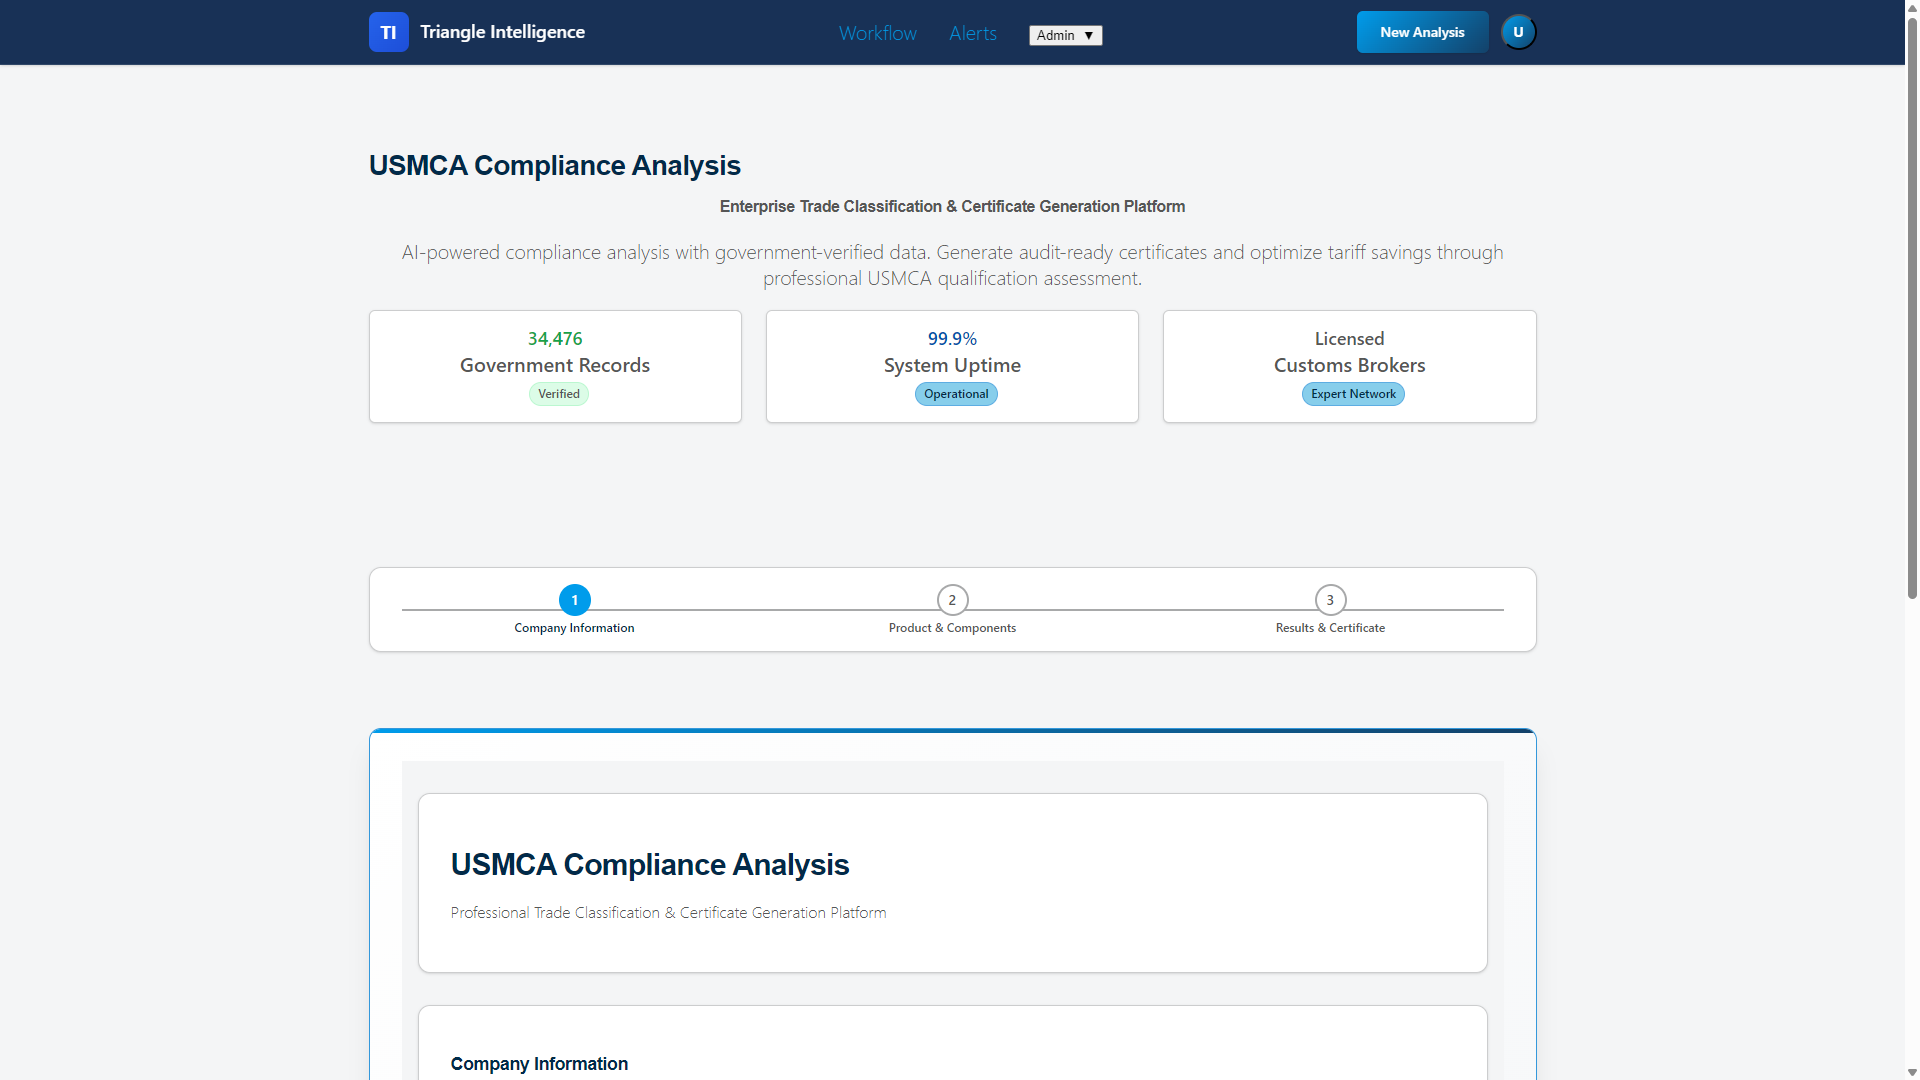 TI
Triangle Intelligence
Workflow
Alerts
Admin ▼
New Analysis
U
USMCA Compliance Analysis
Enterprise Trade Classification & Certificate Generation Platform
AI-powered compliance analysis with government-verified data. Generate audit-ready certificates and optimize tariff savings through
professional USMCA qualification assessment.
34,476
Government Records
Verified
99.9%
System Uptime
Operational
Licensed
Customs Brokers
Expert Network
1
Company Information
2
Product & Components
3
Results & Certificate
USMCA Compliance Analysis
Professional Trade Classification & Certificate Generation Platform
Company Information